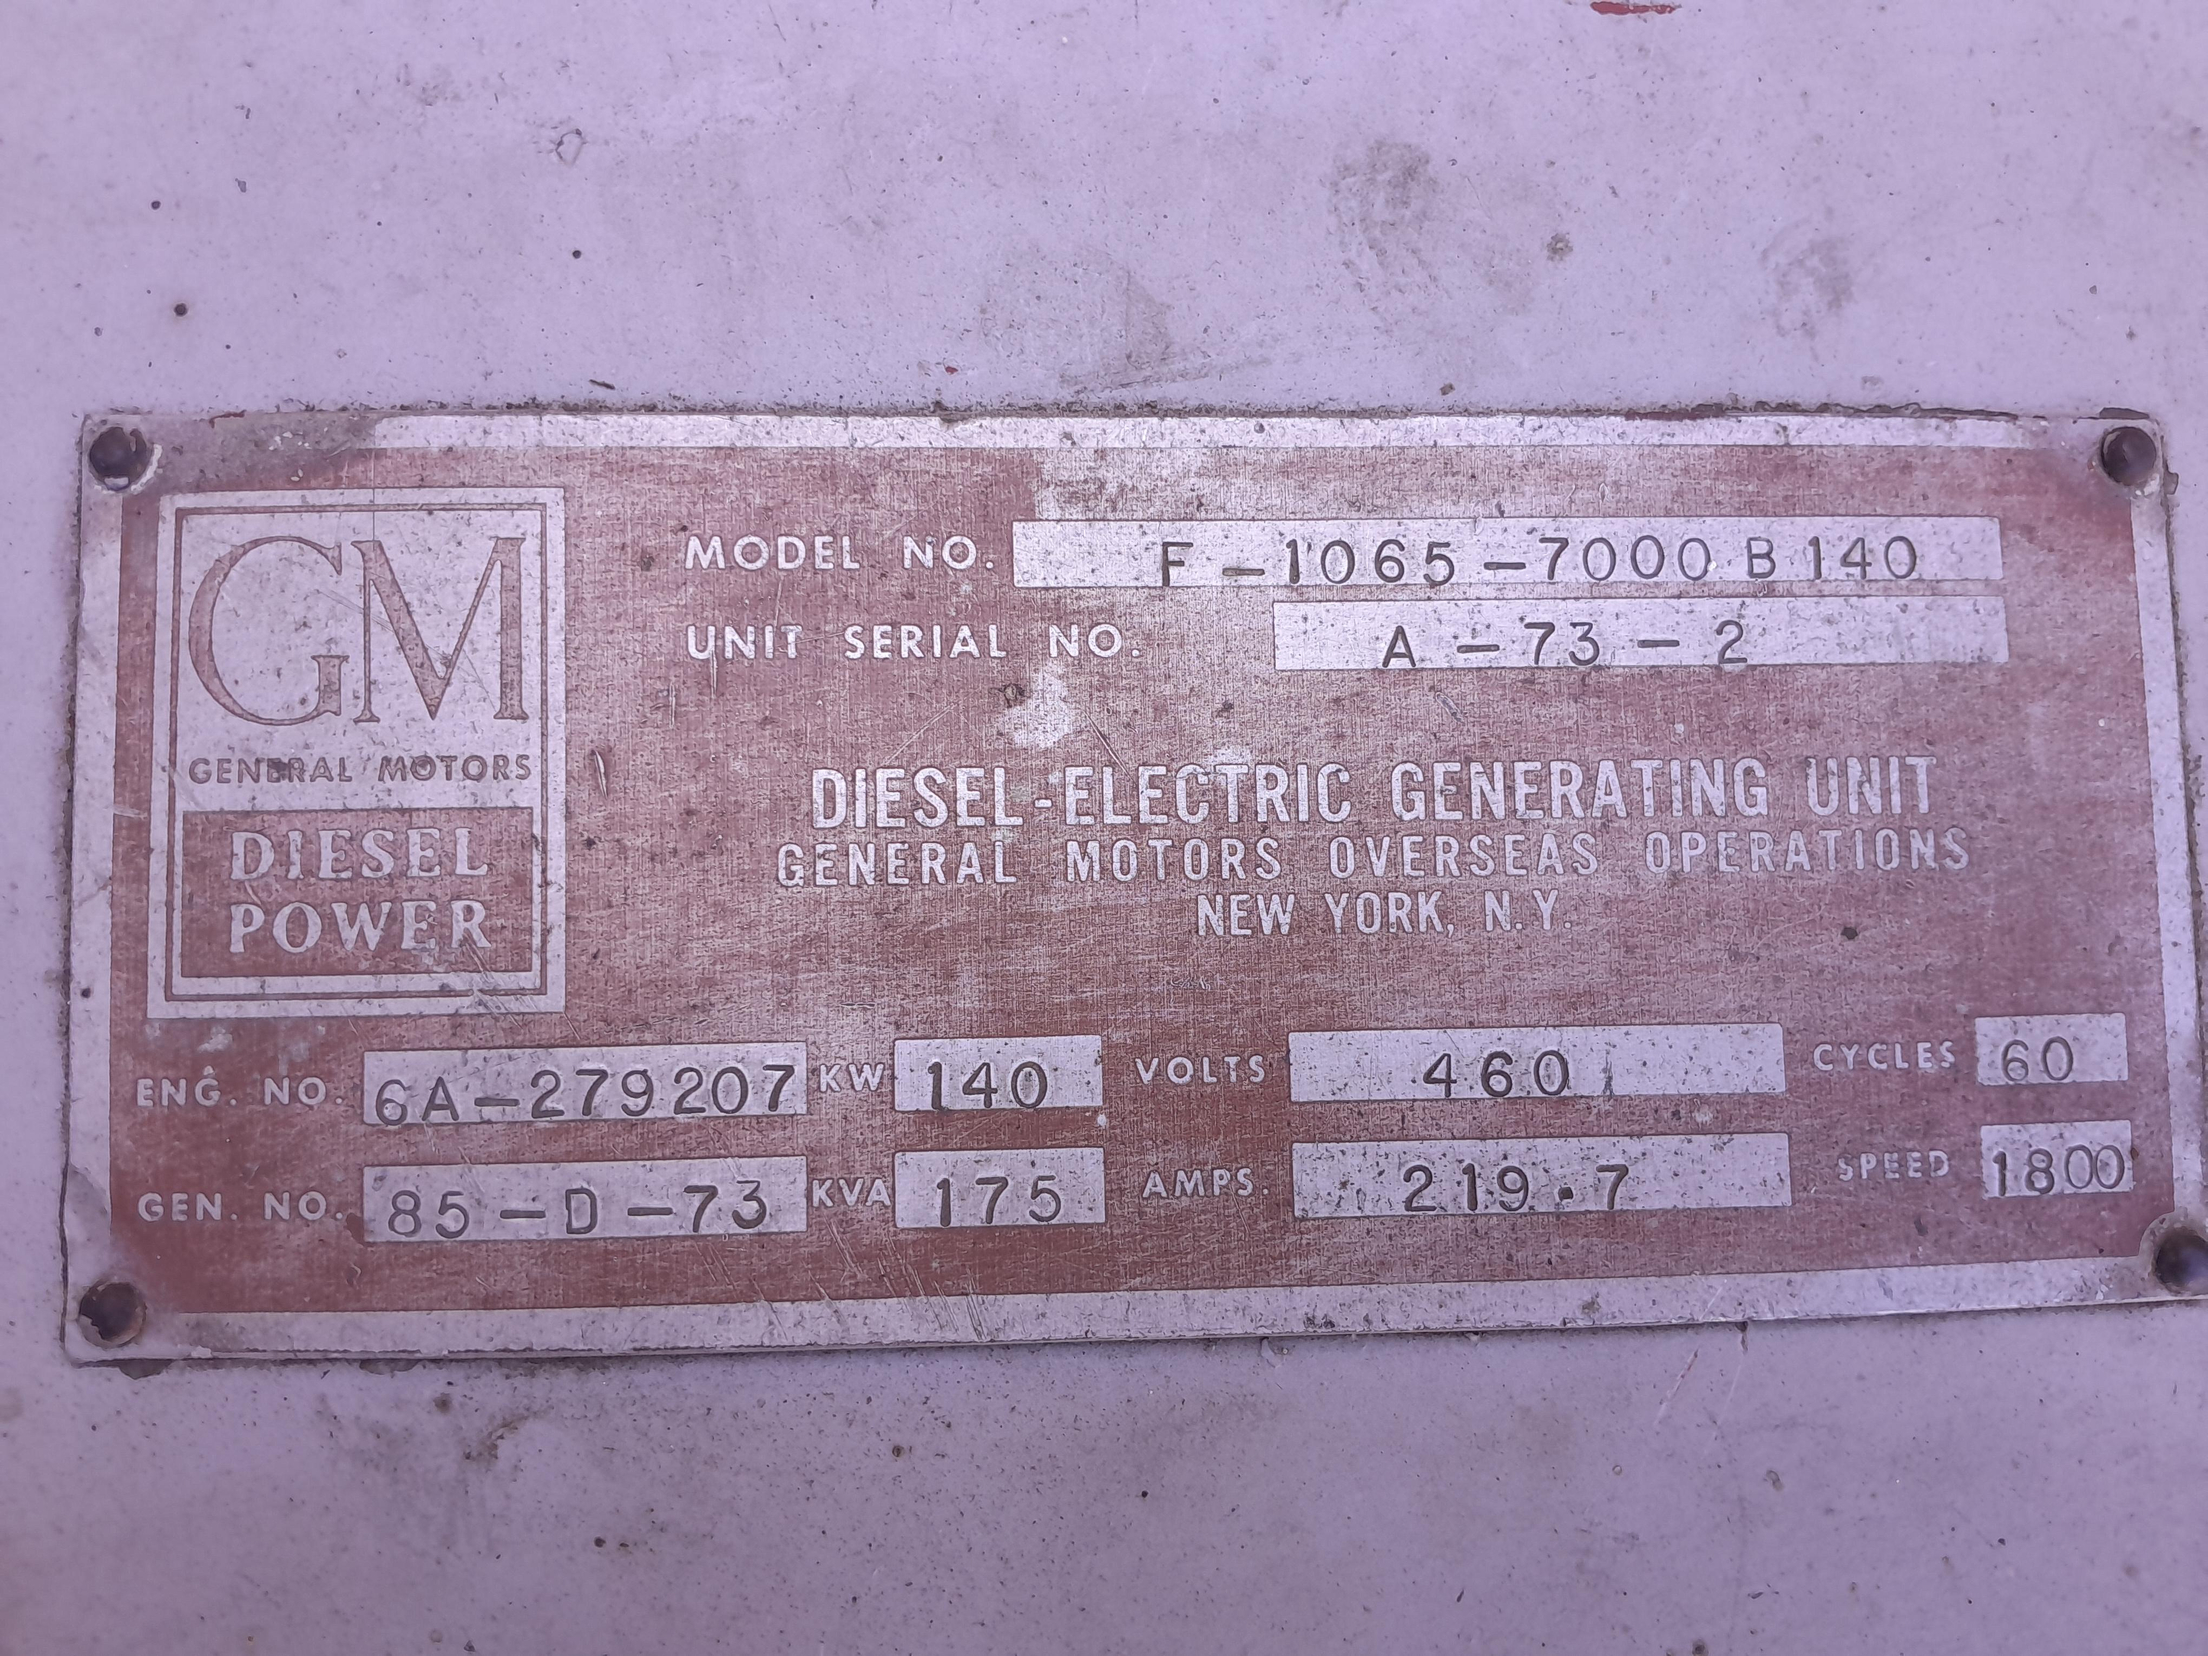 GM
GENERAL MOTORS
DIESEL
POWER
MODEL NO. F-1065-7000 B 140
UNIT SERIAL NO. A-73-2
DIESEL-ELECTRIC GENERATING UNIT
GENERAL MOTORS OVERSEAS OPERATIONS
NEW YORK, N.Y.
ENG. NO. 6A-279207 KW 140 VOLTS 460 CYCLES 60
GEN. NO. 85-D-73 KVA 175 AMPS. 219.7 SPEED 1800